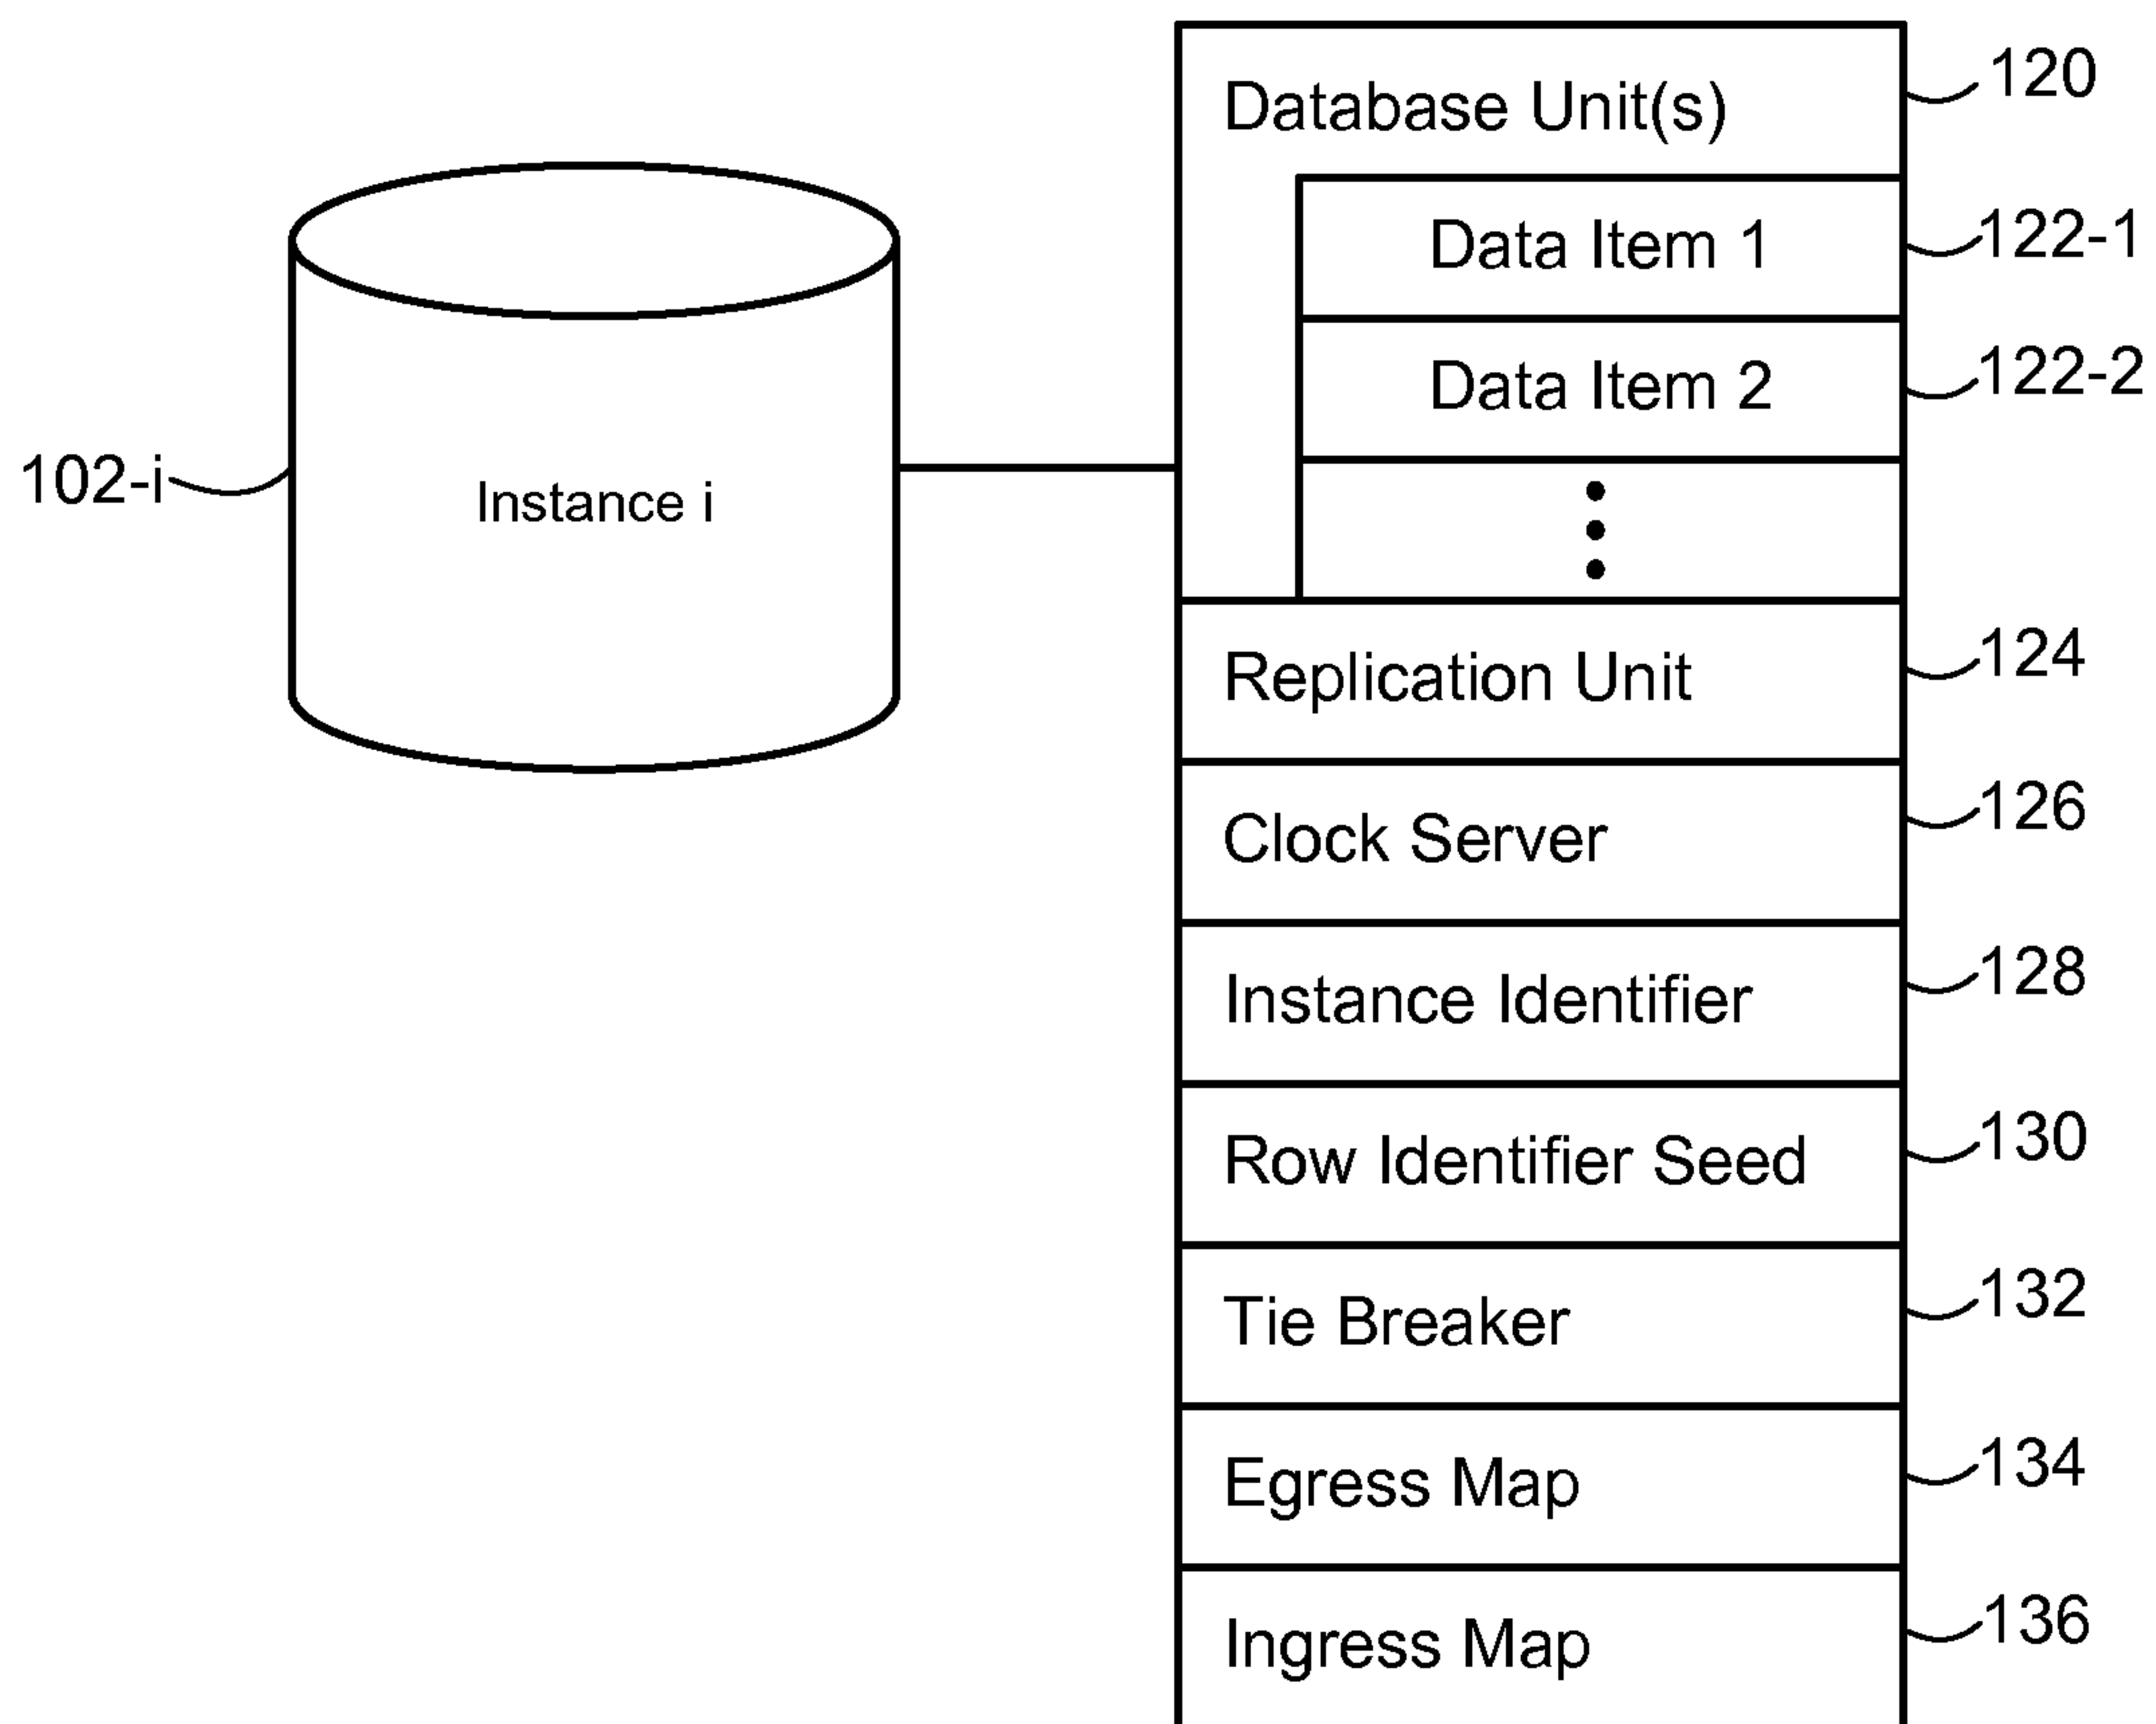 Database Unit(s) 120
Data Item 1 122-1
Data Item 2 122-2
102-i Instance i
Replication Unit 124
Clock Server 126
Instance Identifier 128
Row Identifier Seed 130
Tie Breaker 132
Egress Map 134
Ingress Map 136